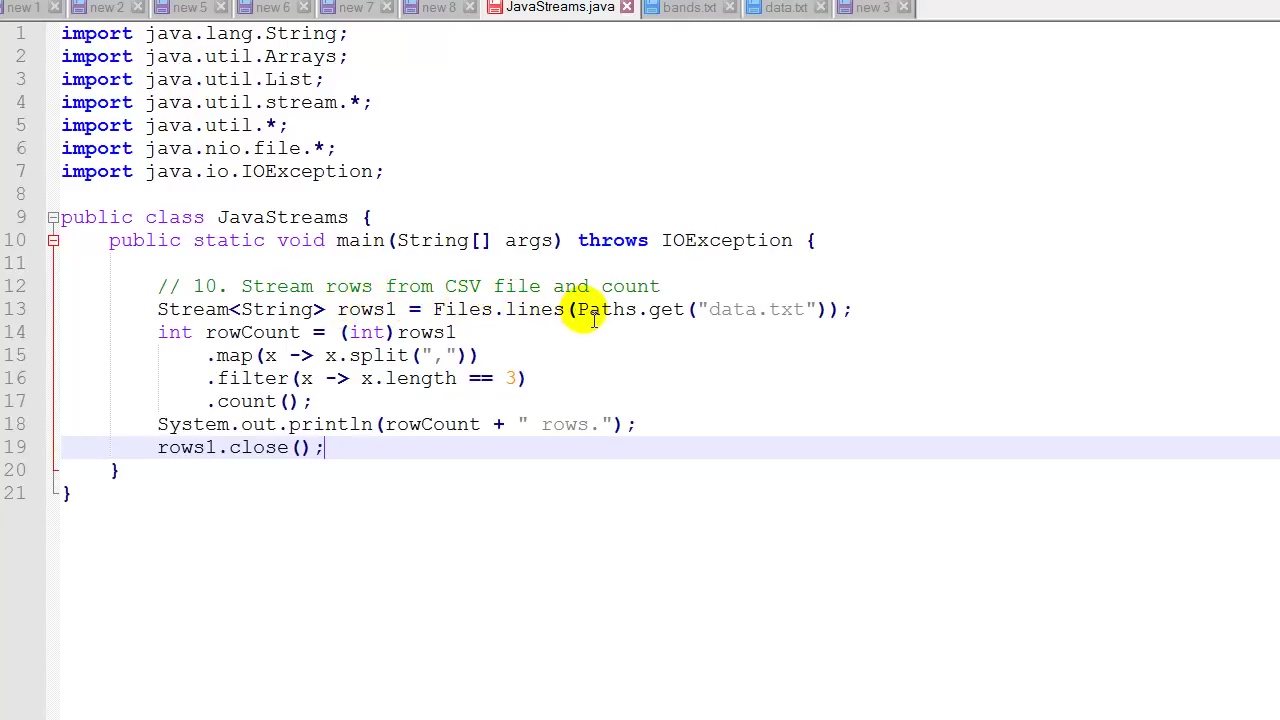 new 1 new 2 new 5 new 6 new 7 new 8 JavaStreams.java bands.txt data.txt new 3
1 import java.lang.String;
2 import java.util.Arrays;
3 import java.util.List;
4 import java.util.stream.*;
5 import java.util.*;
6 import java.nio.file.*;
7 import java.io.IOException;
8
9 public class JavaStreams {
10 public static void main(String[] args) throws IOException {
11
12 // 10. Stream rows from CSV file and count
13 Stream<String> rows1 = Files.lines(Paths.get("data.txt"));
14 int rowCount = (int)rows1
15 .map(x -> x.split(","))
16 .filter(x -> x.length == 3)
17 .count();
18 System.out.println(rowCount + " rows.");
19 rows1.close();
20 }
21 }